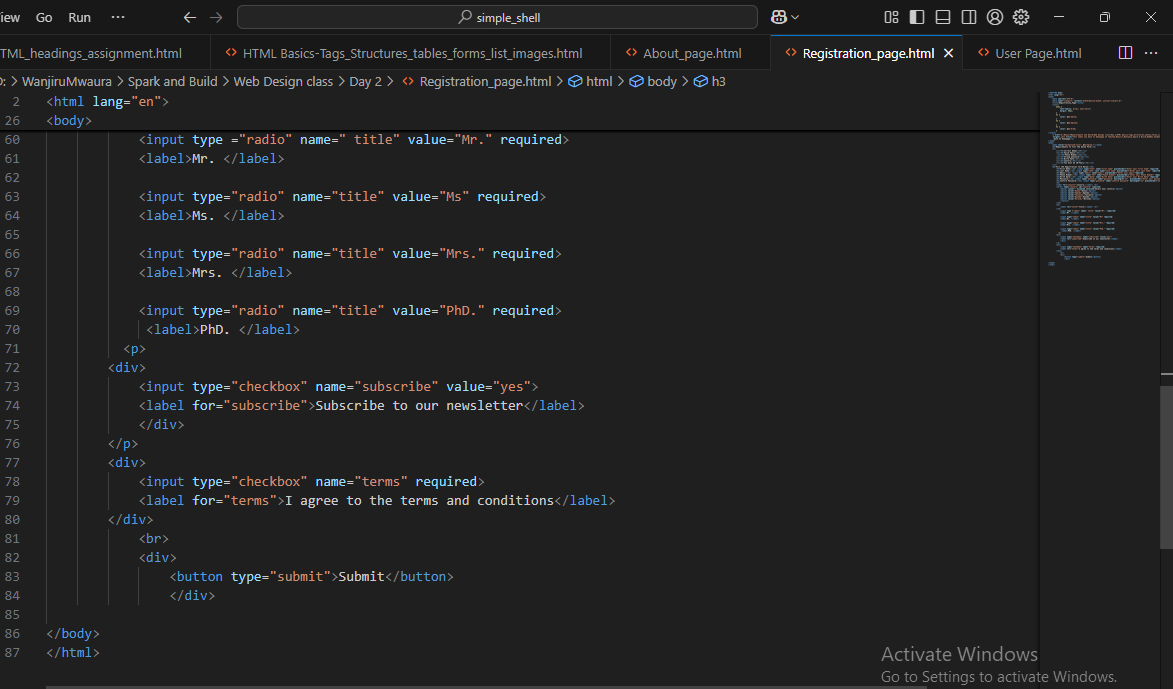 iew Go Run ··· simple_shell
TML_headings_assignment.html HTML Basics-Tags_Structures_tables_forms_list_images.html About_page.html Registration_page.html User Page.html
D: > WanjiruMwaura > Spark and Build > Web Design class > Day 2 > Registration_page.html > html > body > h3
2 <html lang="en">
26 <body>
60 <input type ="radio" name=" title" value="Mr." required>
61 <label>Mr. </label>
62
63 <input type="radio" name="title" value="Ms" required>
64 <label>Ms. </label>
65
66 <input type="radio" name="title" value="Mrs." required>
67 <label>Mrs. </label>
68
69 <input type="radio" name="title" value="PhD." required>
70 <label>PhD. </label>
71 <p>
72 <div>
73 <input type="checkbox" name="subscribe" value="yes">
74 <label for="subscribe">Subscribe to our newsletter</label>
75 </div>
76 </p>
77 <div>
78 <input type="checkbox" name="terms" required>
79 <label for="terms">I agree to the terms and conditions</label>
80 </div>
81 <br>
82 <div>
83 <button type="submit">Submit</button>
84 </div>
85
86 </body>
87 </html>
Activate Windows
Go to Settings to activate Windows.